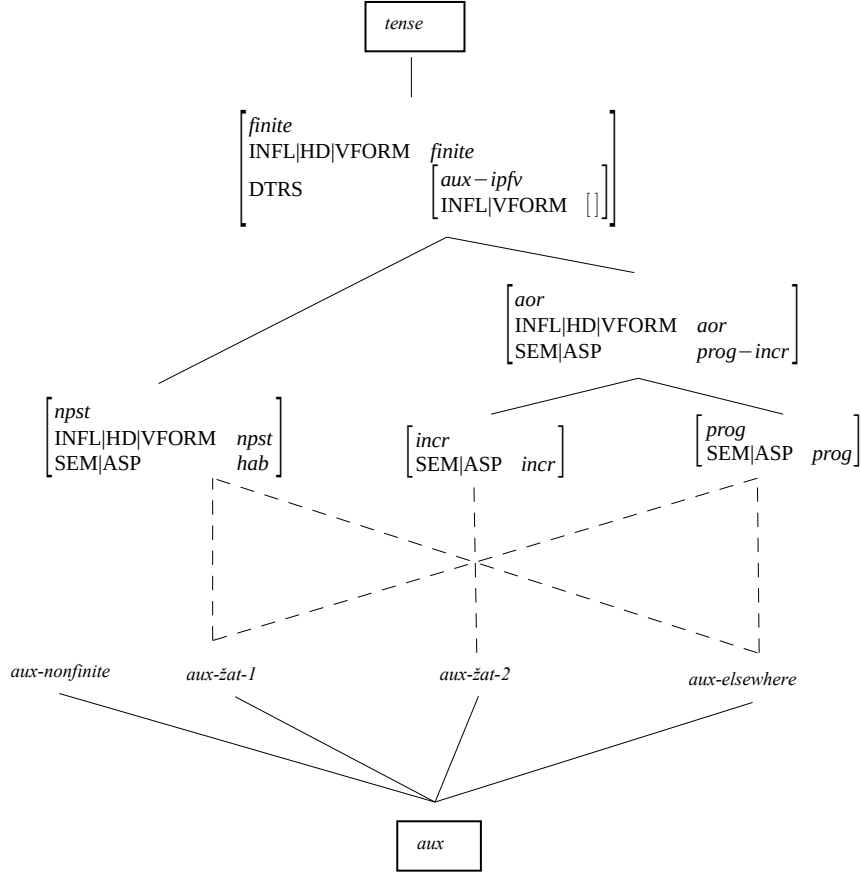 tense
finite
INFL|HD|VFORM finite
DTRS
aux−ipfv
INFL|VFORM []
aor
INFL|HD|VFORM aor
SEM|ASP prog−incr
npst
INFL|HD|VFORM npst
SEM|ASP hab
incr
SEM|ASP incr
prog
SEM|ASP prog
aux-nonfinite
aux-žat-1
aux-žat-2
aux-elsewhere
aux